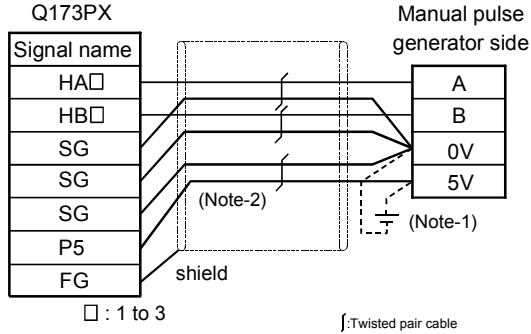 Q173PX
Signal name
HA□
HB□
SG
SG
SG
P5
FG
□ : 1 to 3
(Note-2)
shield
Manual pulse
generator side
A
B
0V
5V
(Note-1)
:Twisted pair cable